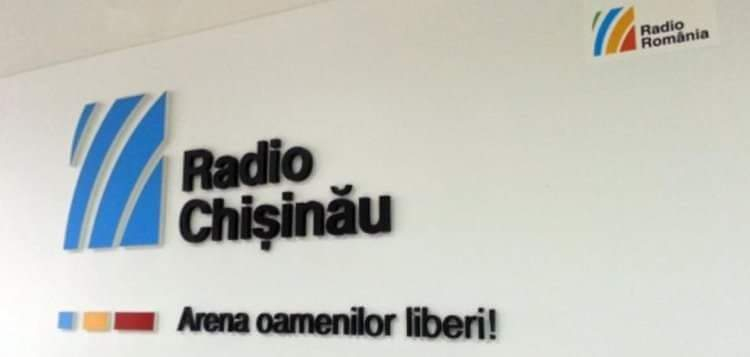 Radio
România
Radio
Chișinău
Arena oamenilor liberi!